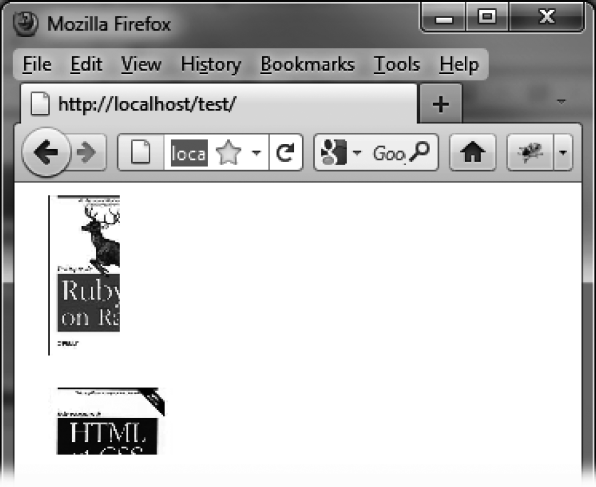 Mozilla Firefox
File Edit View History Bookmarks Tools Help
http://localhost/test/
loca
Goo
Ruby
on Ra
HTML